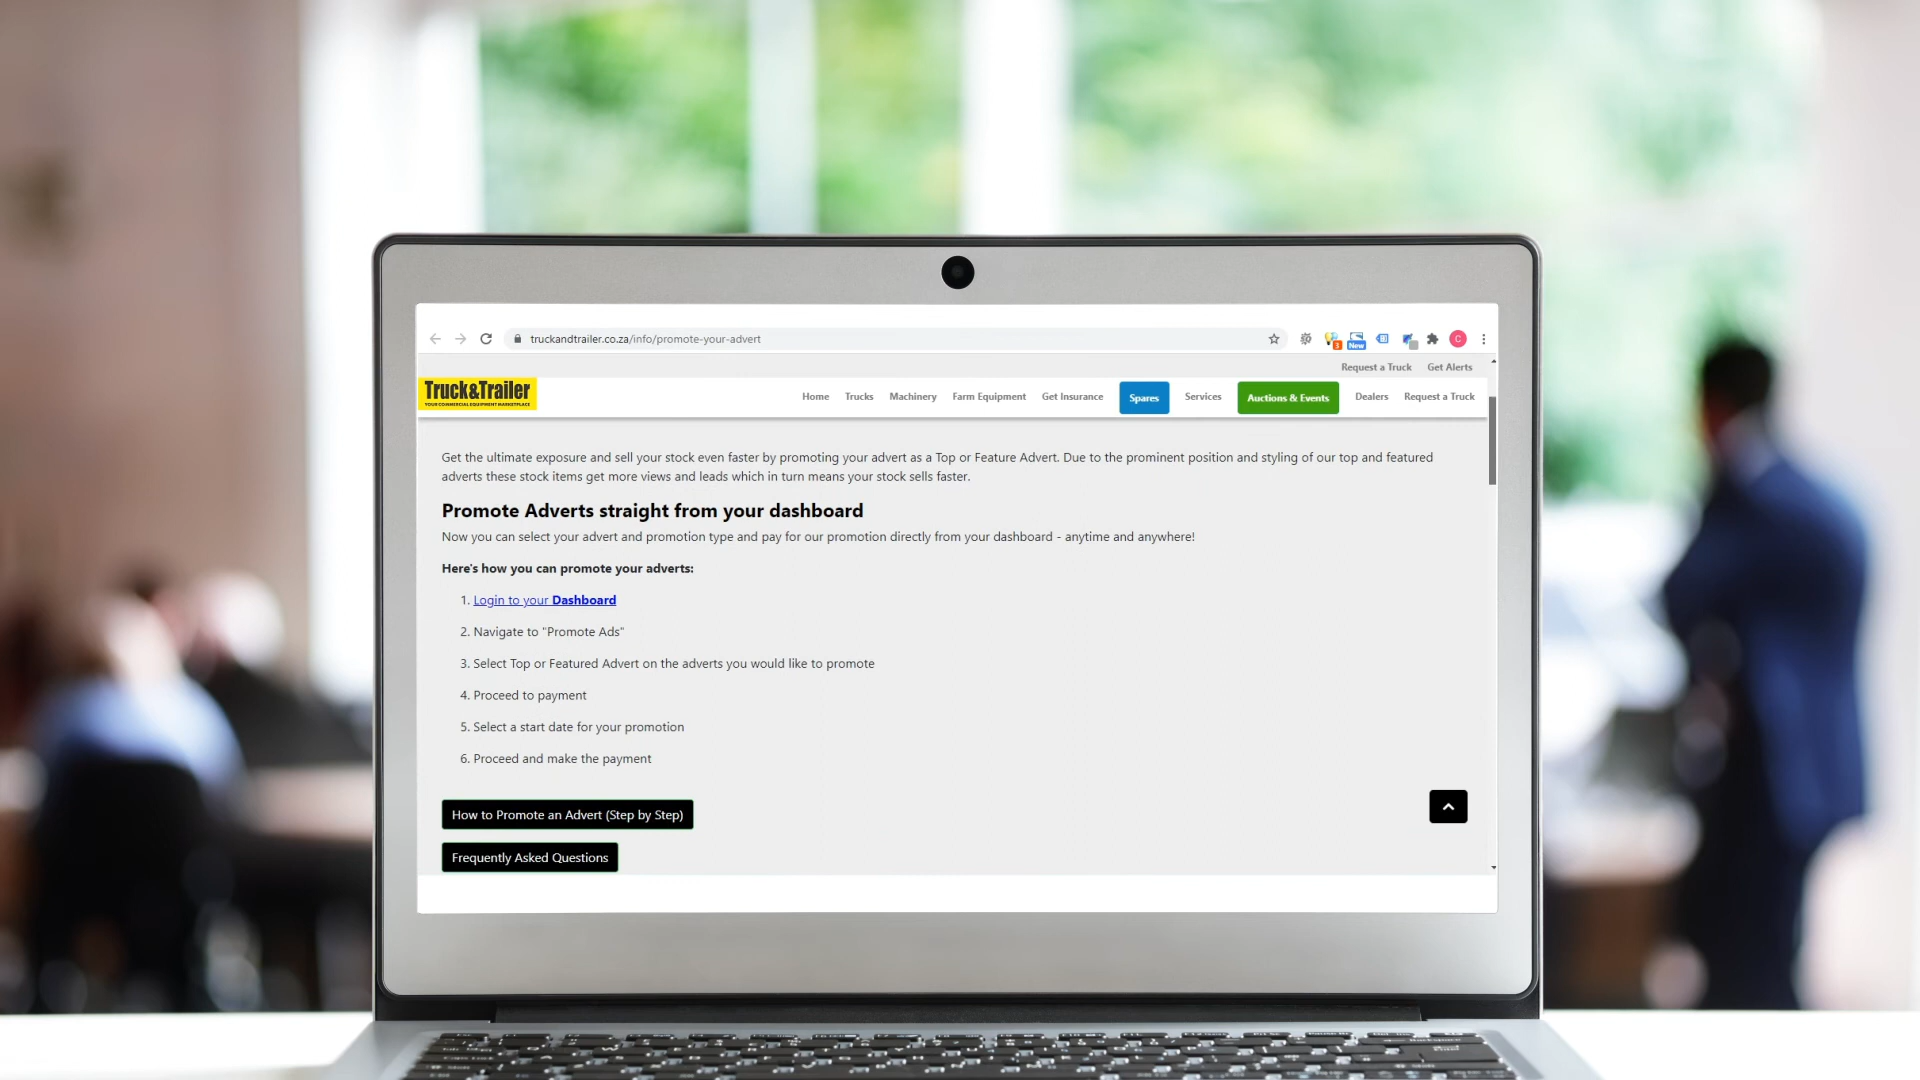 truckandtrailer.co.za/info/promote-your-advert
3
New
C
Request a Truck Get Alerts
Truck&Trailer
YOUR COMMERCIAL EQUIPMENT MARKETPLACE
Home Trucks Machinery Farm Equipment Get Insurance Spares Services Auctions & Events Dealers Request a Truck
Get the ultimate exposure and sell your stock even faster by promoting your advert as a Top or Feature Advert. Due to the prominent position and styling of our top and featured
adverts these stock items get more views and leads which in turn means your stock sells faster.
Promote Adverts straight from your dashboard
Now you can select your advert and promotion type and pay for our promotion directly from your dashboard - anytime and anywhere!
Here's how you can promote your adverts:
1. Login to your Dashboard
2. Navigate to "Promote Ads"
3. Select Top or Featured Advert on the adverts you would like to promote
4. Proceed to payment
5. Select a start date for your promotion
6. Proceed and make the payment
How to Promote an Advert (Step by Step)
Frequently Asked Questions